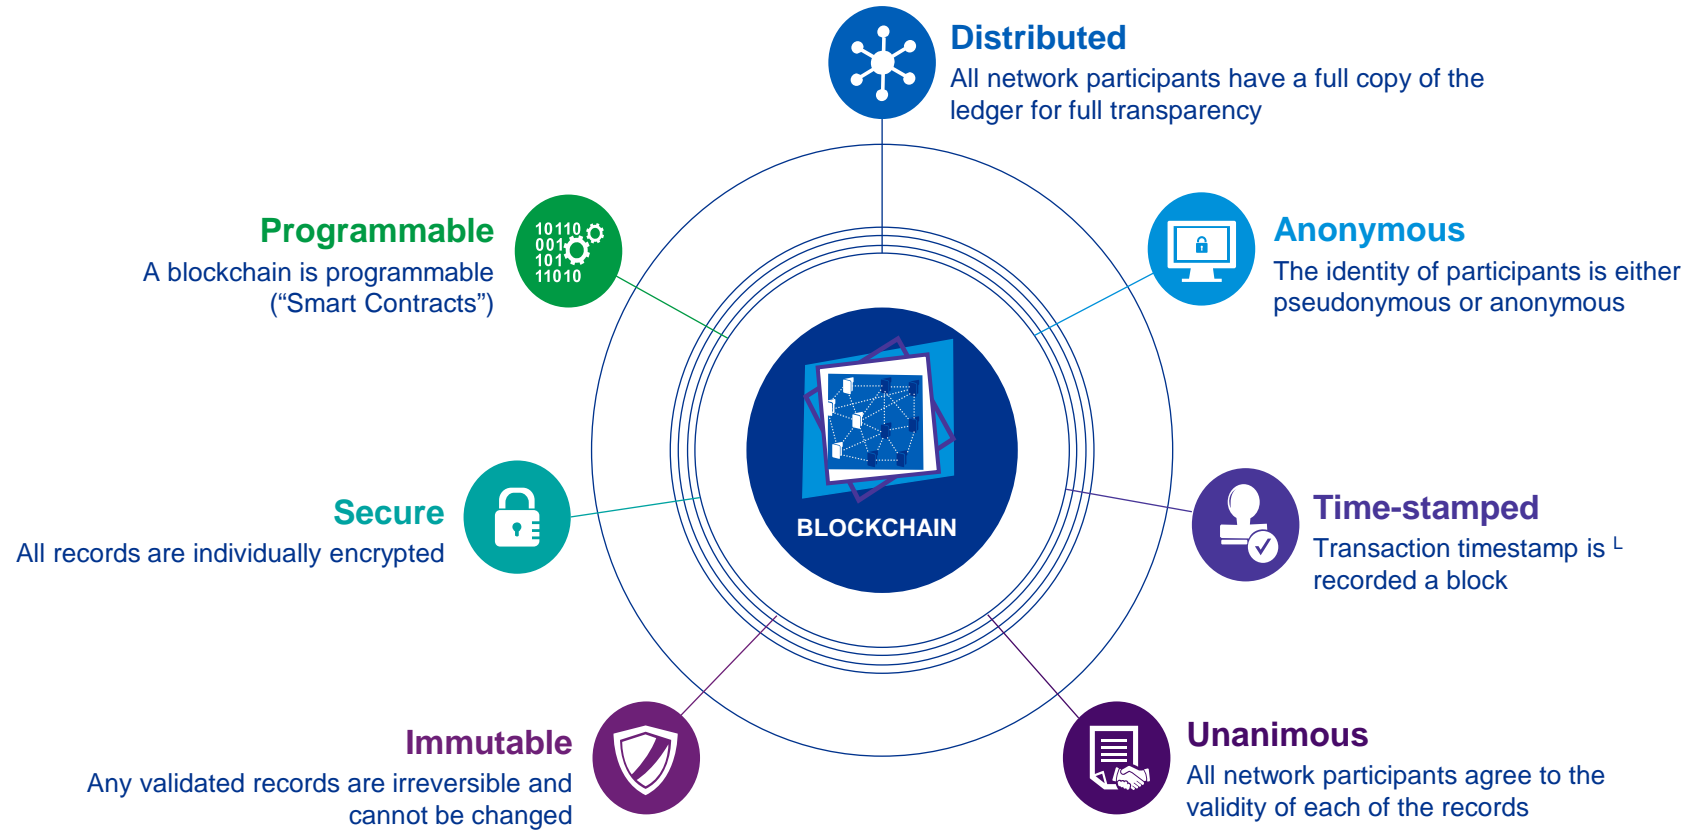 Distributed
All network participants have a full copy of the
ledger for full transparency
Programmable
A blockchain is programmable
(“Smart Contracts”)
10110
001
101
11010
Anonymous
The identity of participants is either
pseudonymous or anonymous
BLOCKCHAIN
Secure
All records are individually encrypted
Time-stamped
Transaction timestamp is L
recorded a block
Immutable
Any validated records are irreversible and
cannot be changed
Unanimous
All network participants agree to the
validity of each of the records